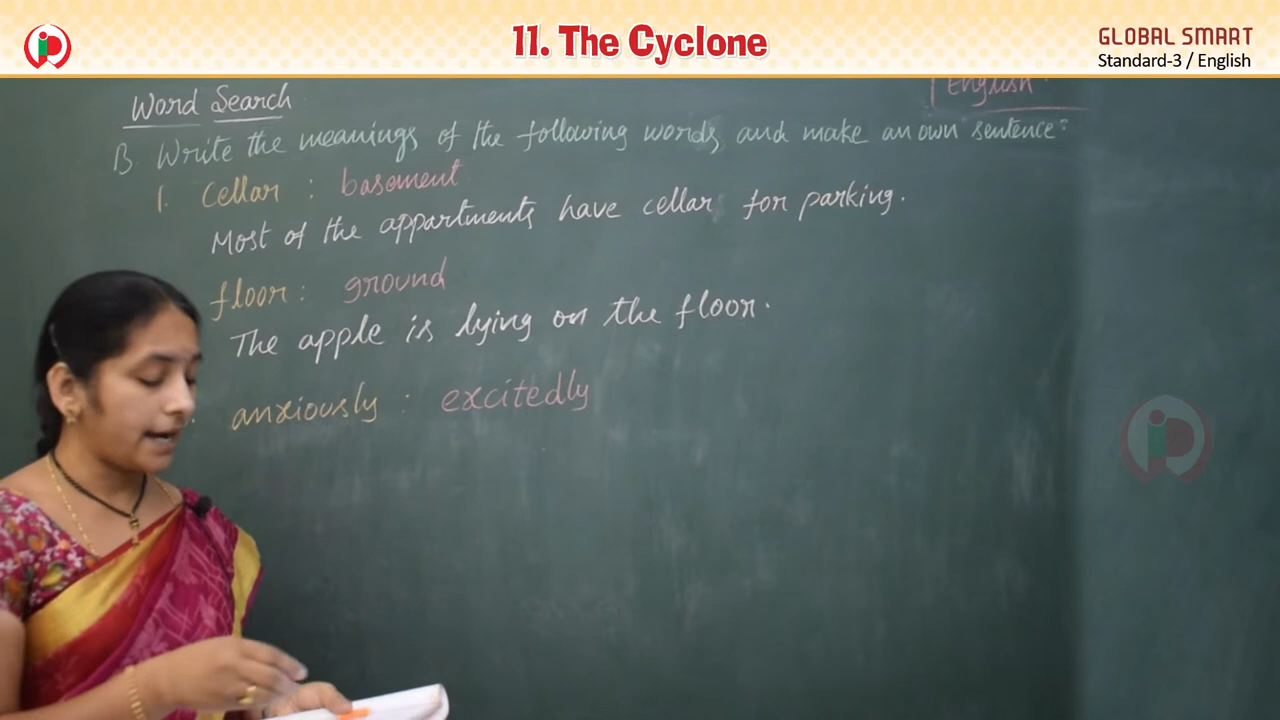 11. The Cyclone
GLOBAL SMART
Standard-3 / English
English
Word Search
B. Write the meanings of the following words, and make an own sentence:
1. Cellar : basement
Most of the appartments have cellar for parking.
floor : ground
The apple is lying on the floor.
anxiously : excitedly